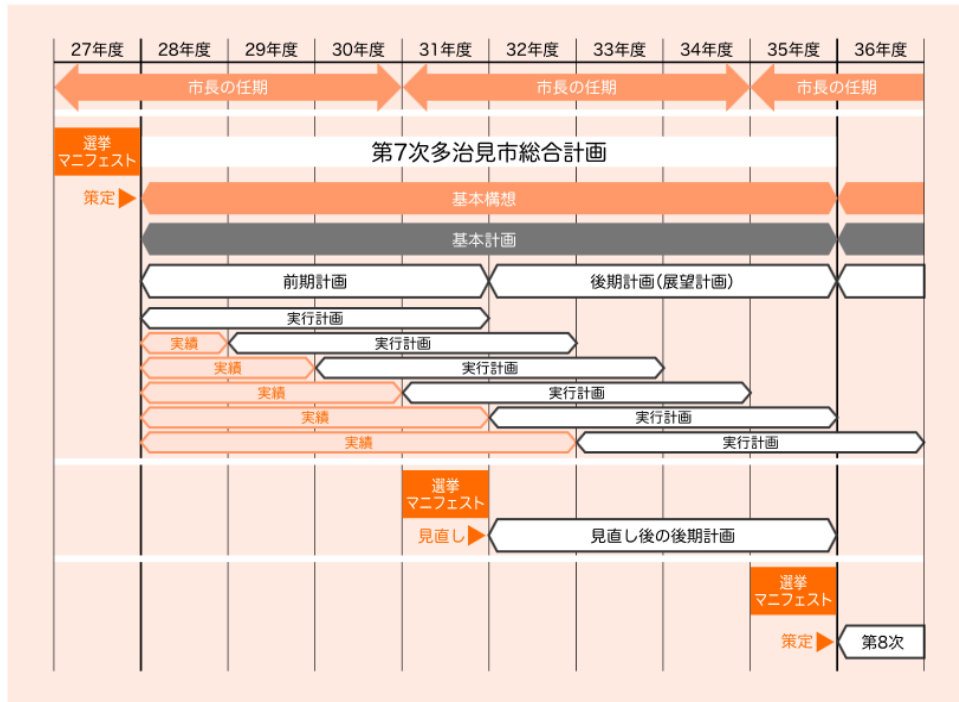 27年度 28年度 29年度 30年度 31年度 32年度 33年度 34年度 35年度 36年度
市長の任期 市長の任期 市長の任期
選挙
マニフェスト
第7次多治見市総合計画
策定
基本構想
基本計画
前期計画 後期計画(展望計画)
実行計画
実績 実行計画
実績 実行計画
実績 実行計画
実績 実行計画
実績 実行計画
選挙
マニフェスト
見直し 見直し後の後期計画
選挙
マニフェスト
策定 第8次